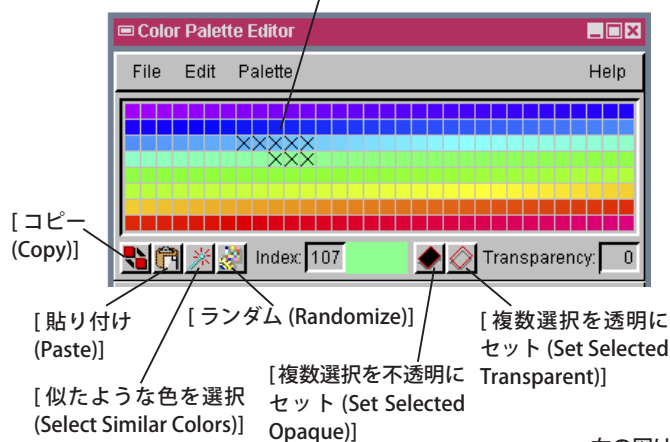 Color Palette Editor
File Edit Palette Help
[ コピー
(Copy)]
Index: 107
Transparency: 0
[ 貼り付け
(Paste)]
[ ランダム (Randomize)]
[ 複数選択を透明に
セット (Set Selected
Transparent)]
[ 似たような色を選択
(Select Similar Colors)]
[複数選択を不透明に
セット (Set Selected
Opaque)]